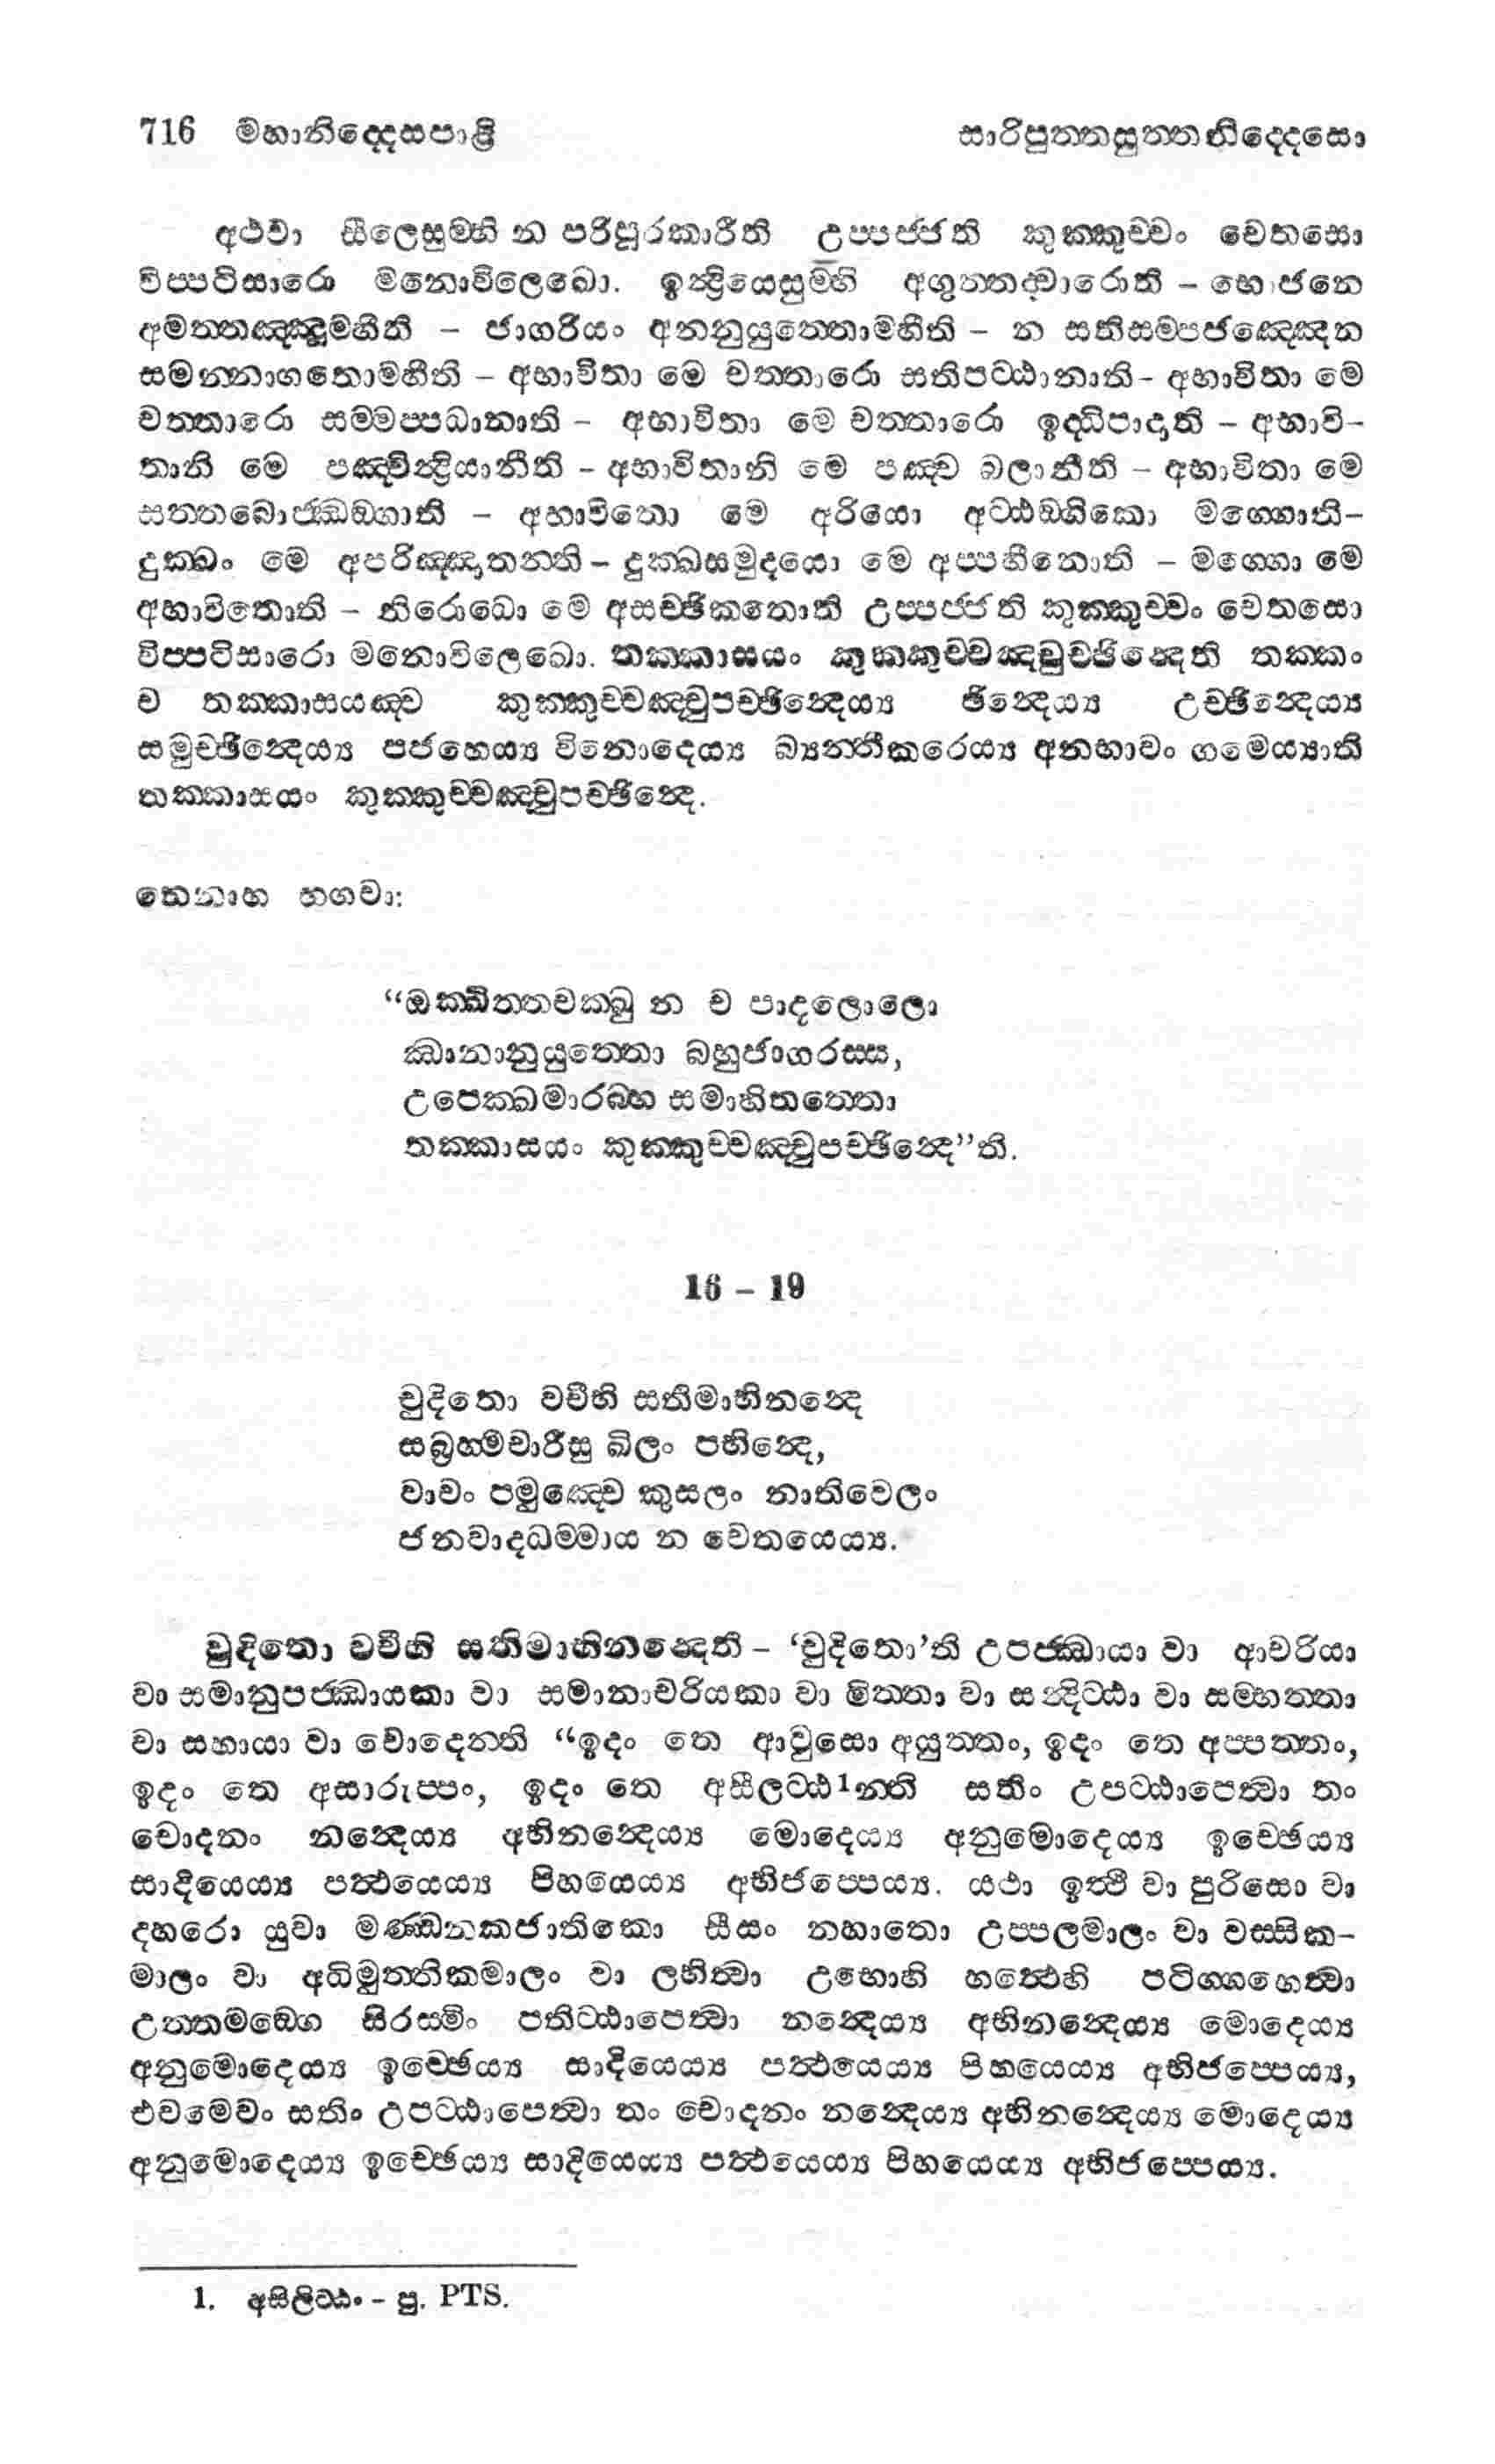 716 මහානිද්දෙසපාළි සාරිපුත්තසුත්තනිද්දෙසො
අථවා සීලෙසුමහි න පරිපූරකාරීති උප්පජ්ජති කුක්කුච්චං චෙතසො
විප්පටිසාරො මනොවිලෙඛො. ඉන්ද්‍රියෙසුමහි අගුත්තද්වාරොති – භොජනෙ
අමත්තඤ්ඤූමහීති – ජාගරියං අනනුයුත්තොමහීති – න සතිසම්පජඤ්ඤෙන
සමන්නාගතොමහීති – අභාවිතා මෙ චත්තාරො සතිපට්ඨානාති- අභාවිතා මෙ
චත්තාරො සම්මප්පධානාති – අභාවිතා මෙ චත්තාරො ඉද්ධිපාදාති – අභාවි-
තානි මෙ පඤ්චින්ද්‍රියානීති – අභාවිතානි මෙ පඤ්ච බලානීති – අභාවිතා මෙ
සත්තබොජ්ඣඞ්ගාති – අභාවිතො මෙ අරියො අට්ඨඞ්ගිකො මග්ගොති–
දුක්ඛං මෙ අපරිඤ්ඤාතන්ති – දුක්ඛසමුදයො මෙ අප්පහීනොති – මග්ගො මෙ
අභාවිතොති – නිරොධො මෙ අසච්ඡිකතොති උප්පජ්ජති කුක්කුච්චං චෙතසො
විප්පටිසාරො මනොවිලෙඛො. තක්කාසයං කුක්කුච්චඤ්චුච්ඡින්දෙති තක්කං
ච තක්කාසයඤ්ච කුක්කුච්චඤ්චුපච්ඡින්දෙය්‍ය ඡින්දෙය්‍ය උච්ඡින්දෙය්‍ය
සමුච්ඡින්දෙය්‍ය පජහෙය්‍ය විනොදෙය්‍ය බ්‍යන්තීකරෙය්‍ය අනභාවං ගමෙය්‍යාති
තක්කාසයං කුක්කුච්චඤ්චුපච්ඡින්දෙ.
තෙනාහ භගවා:
“ඔක්ඛිත්තචක්ඛු න ච පාදලොලො
ඣානානුයුත්තො බහුජාගරස්ස,
උපෙක්ඛමාරබ්භ සමාහිතත්තො
තක්කාසයං කුක්කුච්චඤ්චුපච්ඡින්දෙ”ති.
16 – 19
චුදිතො වචීභි සතිමාභිනන්දෙ
සබ්‍රහ්මචාරීසු ඛිලං පභින්දෙ,
වාචං පමුඤ්චෙ කුසලං නාතිවෙලං
ජනවාදධම්මාය න චෙතයෙය්‍ය.
චුදිතො වචීභි සතිමාභිනන්දෙති – ‘චුදිතො’ති උපජ්ඣායා වා ආචරියා
වා සමානුපජ්ඣායකා වා සමානාචරියකා වා මිත්තා වා සන්දිට්ඨා වා සම්භත්තා
වා සහායා වා චොදෙන්ති “ඉදං තෙ ආවුසො අයුත්තං, ඉදං තෙ අප්පත්තං,
ඉදං තෙ අසාරුප්පං, ඉදං තෙ අසීලට්ඨ¹න්ති සතිං උපට්ඨාපෙත්වා තං
චොදනං නන්දෙය්‍ය අභිනන්දෙය්‍ය මොදෙය්‍ය අනුමොදෙය්‍ය ඉච්ඡෙය්‍ය
සාදියෙය්‍ය පත්ථයෙය්‍ය පිහයෙය්‍ය අභිජප්පෙය්‍ය. යථා ඉත්ථි වා පුරිසො වා
දහරො යුවා මණ්ඩනකජාතිකො සීසං නහාතො උප්පලමාලං වා වස්සික-
මාලං වා අධිමුත්තිකමාලං වා ලභිත්වා උභොහි හත්ථෙහි පටිග්ගහෙත්වා
උත්තමඞ්ගෙ සිරස්මිං පතිට්ඨාපෙත්වා නන්දෙය්‍ය අභිනන්දෙය්‍ය මොදෙය්‍ය
අනුමොදෙය්‍ය ඉච්ඡෙය්‍ය සාදියෙය්‍ය පත්ථයෙය්‍ය පිහයෙය්‍ය අභිජප්පෙය්‍ය,
එවමෙවං සතිං උපට්ඨාපෙත්වා තං චොදනං නන්දෙය්‍ය අභිනන්දෙය්‍ය මොදෙය්‍ය
අනුමොදෙය්‍ය ඉච්ඡෙය්‍ය සාදියෙය්‍ය පත්ථයෙය්‍ය පිහයෙය්‍ය අභිජප්පෙය්‍ය.
1. අසිලිට්ඨං – පු. PTS.